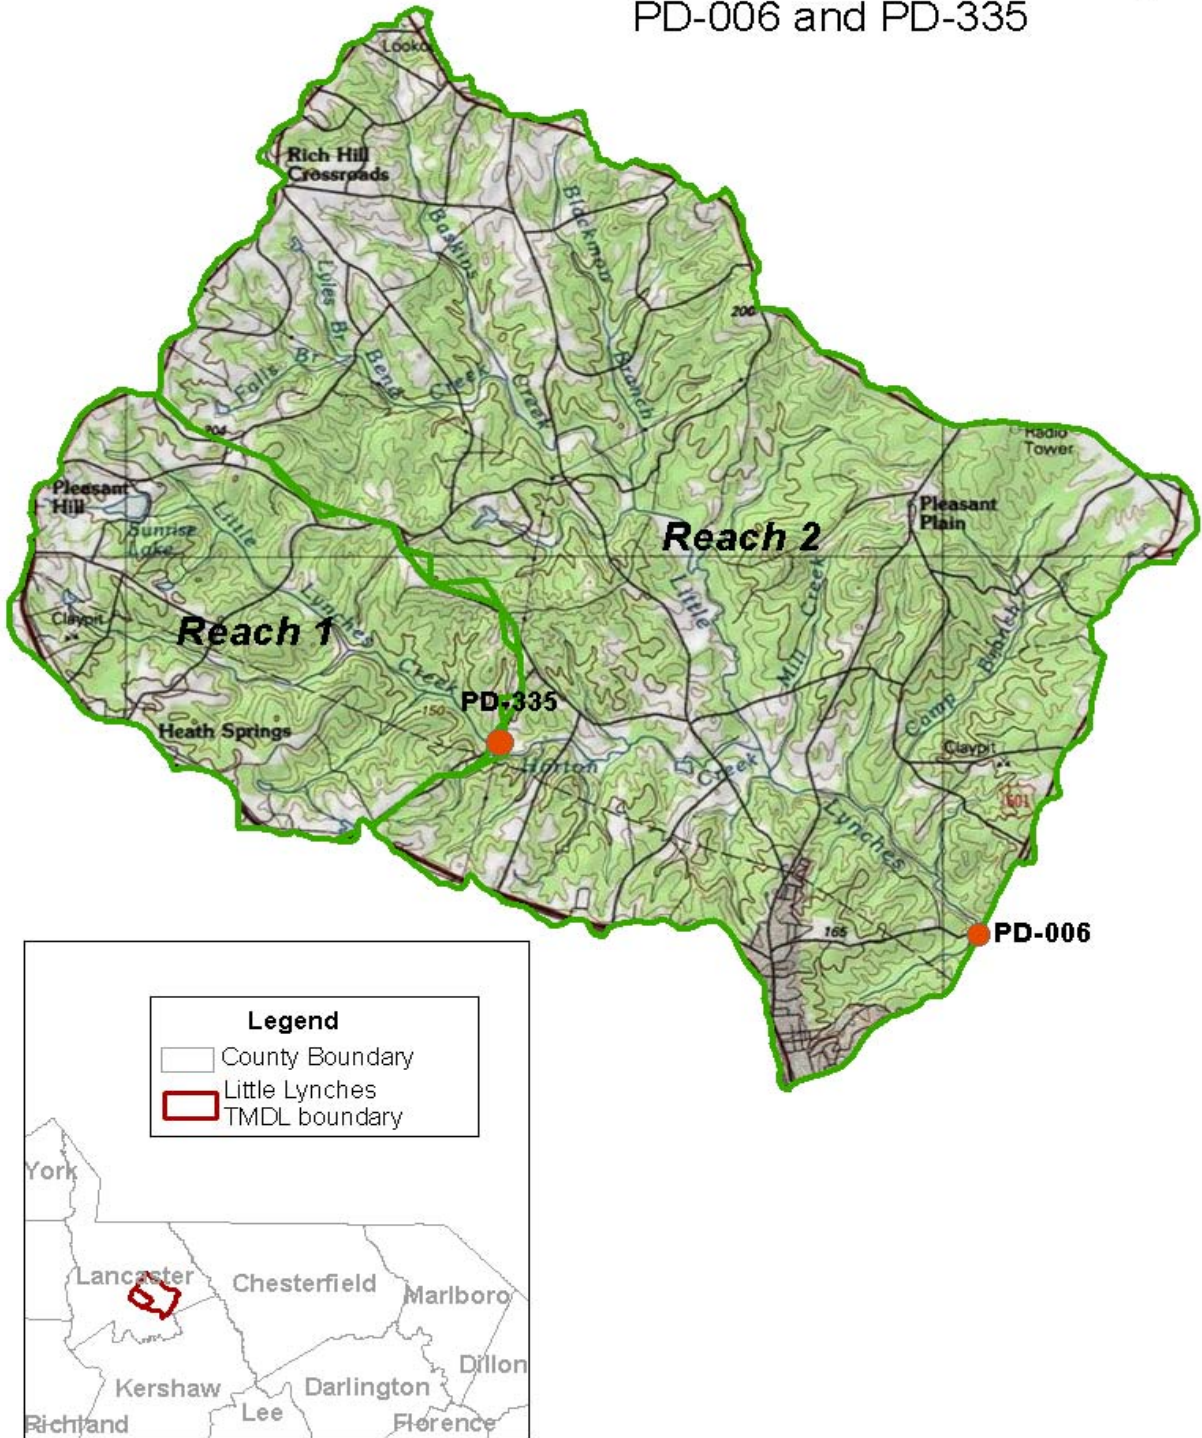 PD-006 and PD-335
Rich Hill
Crossroads
Blackmon
Branch
Baskins
Creek
Lyles Br
Falls Br
Bend
Creek
200
204
Radio
Tower
Pleasant
Hill
Sunrise
Lake
Little
Lynches
Creek
Pleasant
Plain
Reach 2
Little
Mill Creek
Camp
Branch
Claypit
Reach 1
150
PD-335
Heath Springs
Horton
Creek
Claypit
601
Lynches
165
PD-006
Legend
County Boundary
Little Lynches
TMDL boundary
York
Lancaster
Chesterfield
Marlboro
Dillon
Kershaw
Darlington
Lee
Richland
Florence